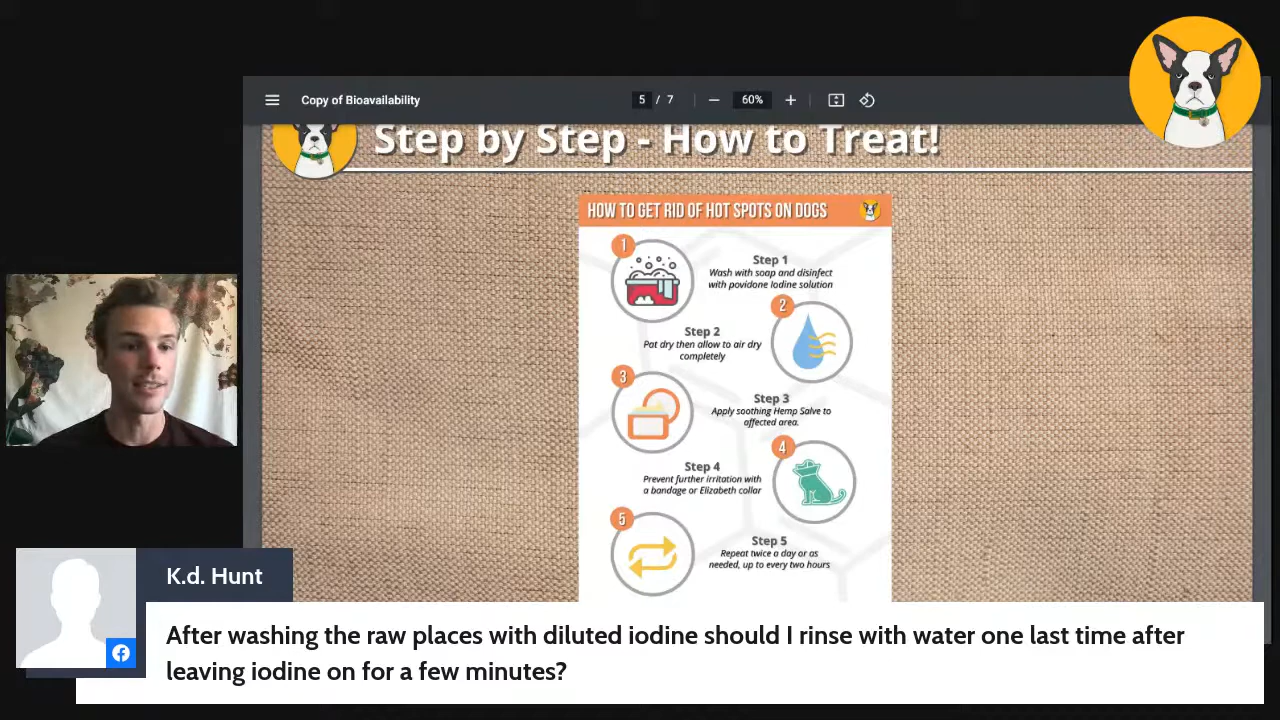 Copy of Bioavailability
5 / 7
60%
Step by Step - How to Treat!
HOW TO GET RID OF HOT SPOTS ON DOGS
1
Step 1
Wash with soap and disinfect
with povidone Iodine solution
2
Step 2
Pat dry then allow to air dry
completely
3
Step 3
Apply soothing Hemp Salve to
affected area.
4
Step 4
Prevent further irritation with
a bandage or Elizabeth collar
5
Step 5
Repeat twice a day or as
needed, up to every two hours
K.d. Hunt
After washing the raw places with diluted iodine should I rinse with water one last time after
leaving iodine on for a few minutes?